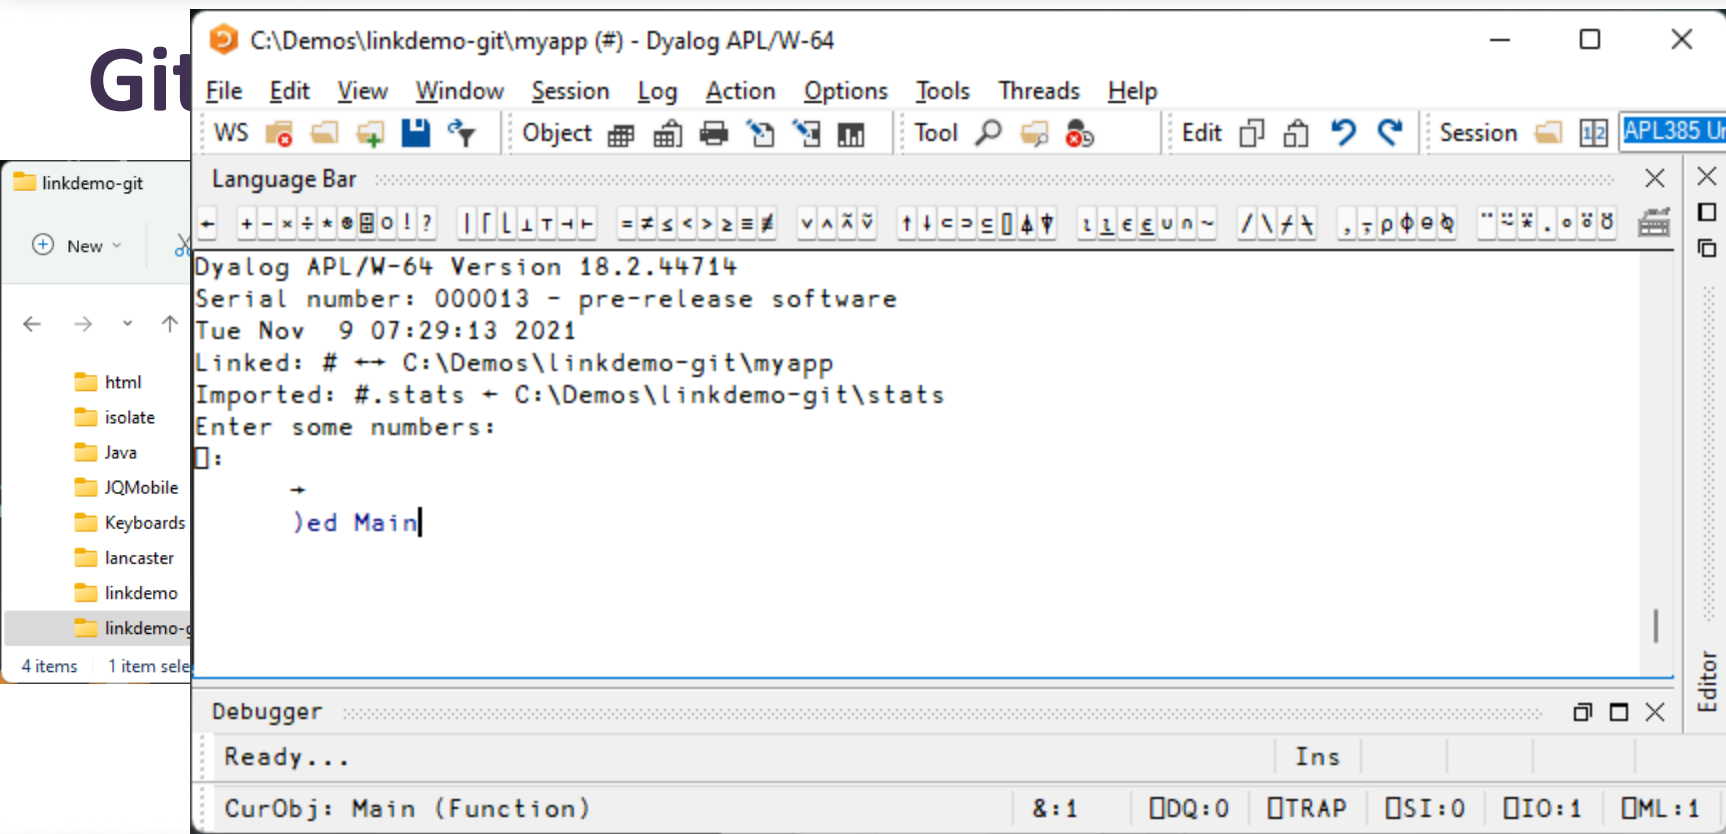 Git
linkdemo-git
New
html
isolate
Java
JQMobile
Keyboards
lancaster
linkdemo
linkdemo-g
4 items 1 item sele
C:\Demos\linkdemo-git\myapp (#) - Dyalog APL/W-64
File Edit View Window Session Log Action Options Tools Threads Help
WS Object Tool Edit Session APL385 Un
Language Bar
← + - × ÷ * ⍟ ⌹ ○ ! ? | ⌈ ⌊ ⊥ ⊤ ⊣ ⊢ = ≠ ≤ < > ≥ ≡ ≢ ∨ ∧ ⍲ ⍱ ↑ ↓ ⊂ ⊃ ⊆ ⌷ ⍋ ⍒ ⍳ ⍸ ∊ ⍷ ∪ ∩ ~ / \ ⌿ ⍀ , ⍪ ⍴ ⌽ ⊖ ⍉ ¨ ⍨ ⍣ . ∘ ⍤ ⍥
Dyalog APL/W-64 Version 18.2.44714
Serial number: 000013 - pre-release software
Tue Nov  9 07:29:13 2021
Linked: # ←→ C:\Demos\linkdemo-git\myapp
Imported: #.stats ← C:\Demos\linkdemo-git\stats
Enter some numbers:
⎕:
→
)ed Main
Editor
Debugger
Ready... Ins
CurObj: Main (Function) &:1 ⎕DQ:0 ⎕TRAP ⎕SI:0 ⎕IO:1 ⎕ML:1